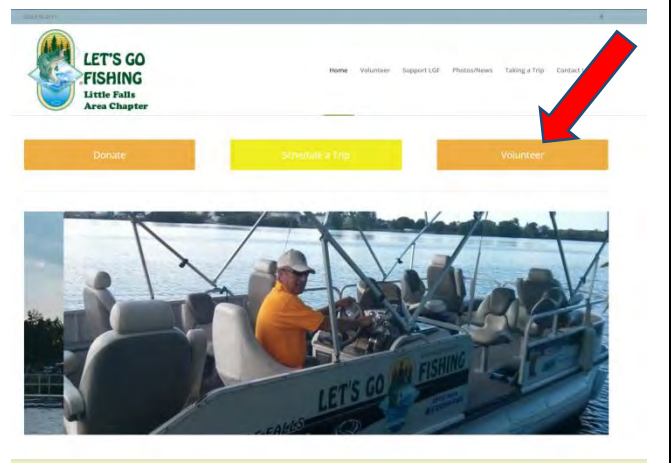 LET'S GO
FISHING
Little Falls
Area Chapter
Home Volunteer Support LGF Photos/News Taking a Trip Contact
Donate
Schedule a Trip
Volunteer
LET'S GO FISHING